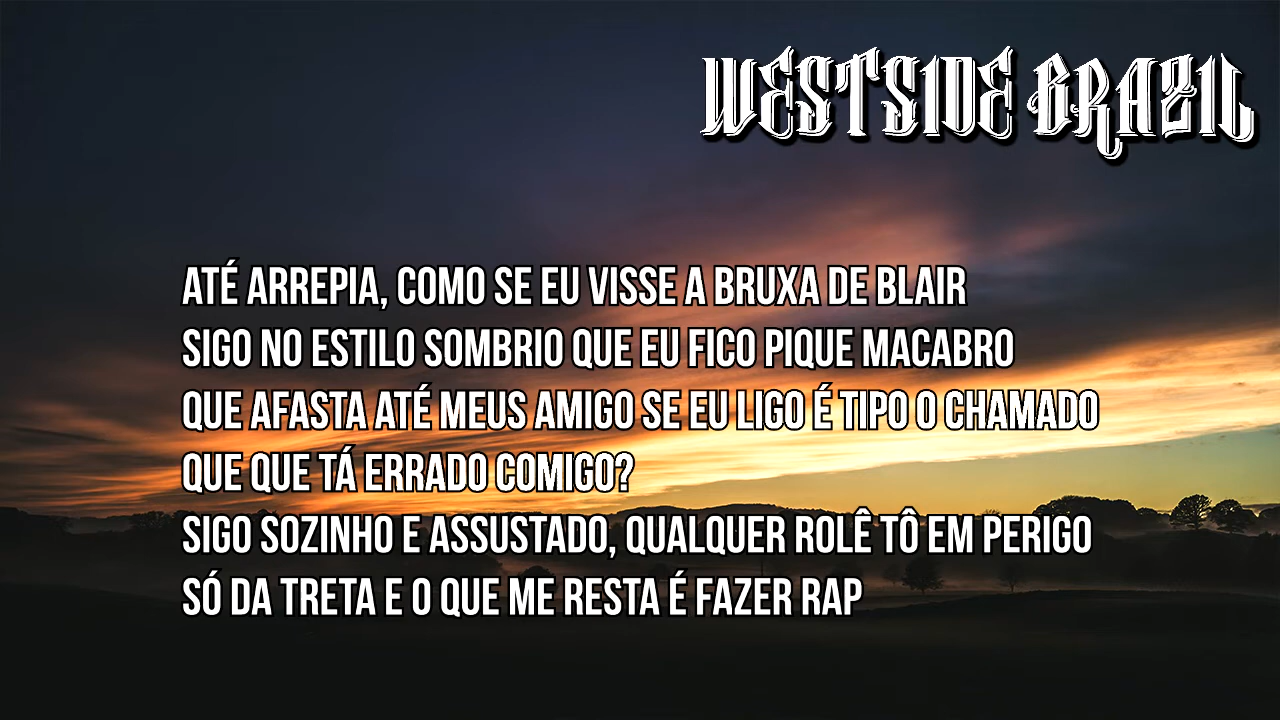 WESTSIDE BRAZIL
ATÉ ARREPIA, COMO SE EU VISSE A BRUXA DE BLAIR
SIGO NO ESTILO SOMBRIO QUE EU FICO PIQUE MACABRO
QUE AFASTA ATÉ MEUS AMIGO SE EU LIGO É TIPO O CHAMADO
QUE QUE TÁ ERRADO COMIGO?
SIGO SOZINHO E ASSUSTADO, QUALQUER ROLÊ TÔ EM PERIGO
SÓ DA TRETA E O QUE ME RESTA É FAZER RAP